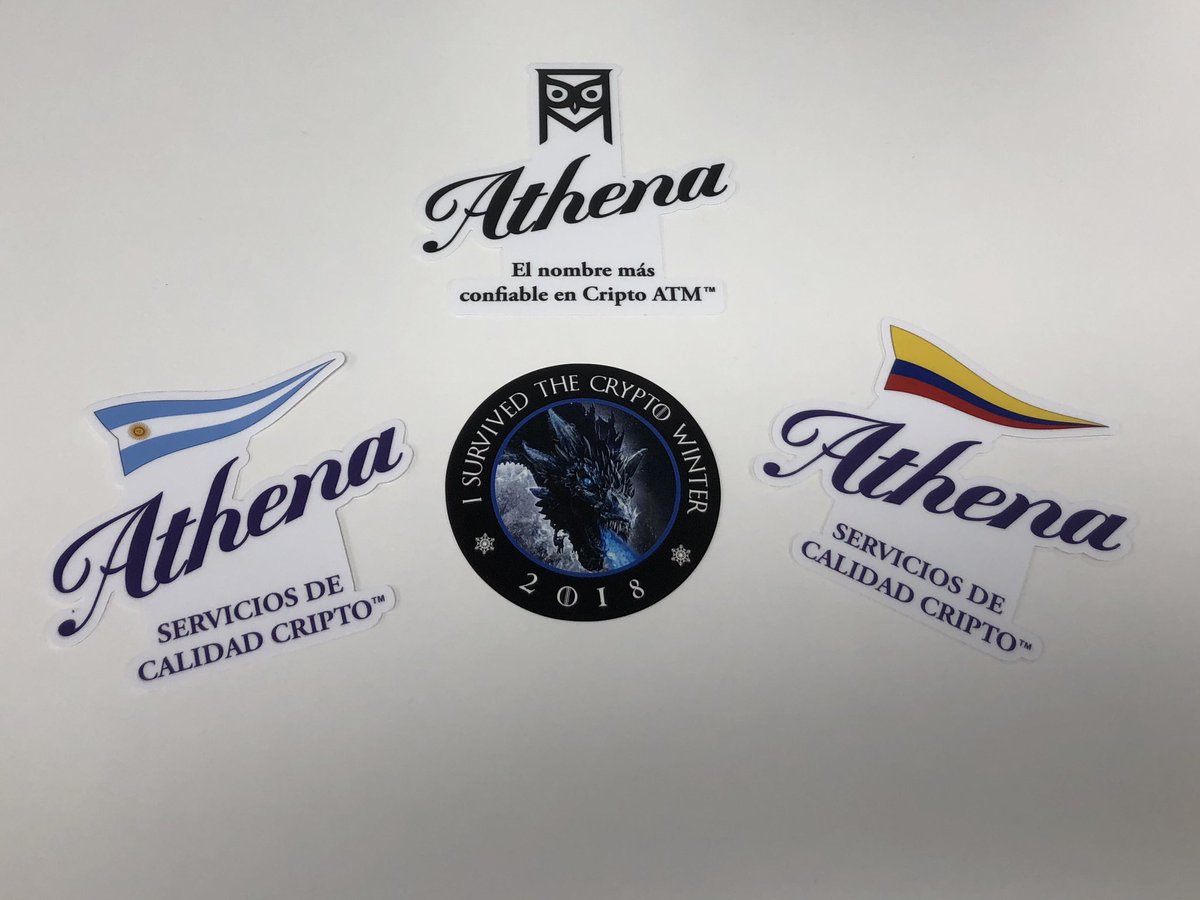 Athena
El nombre más
confiable en Cripto ATM™
Athena
SERVICIOS DE
CALIDAD CRIPTO™
I SURVIVED THE CRYPTO WINTER
2018
Athena
SERVICIOS DE
CALIDAD CRIPTO™